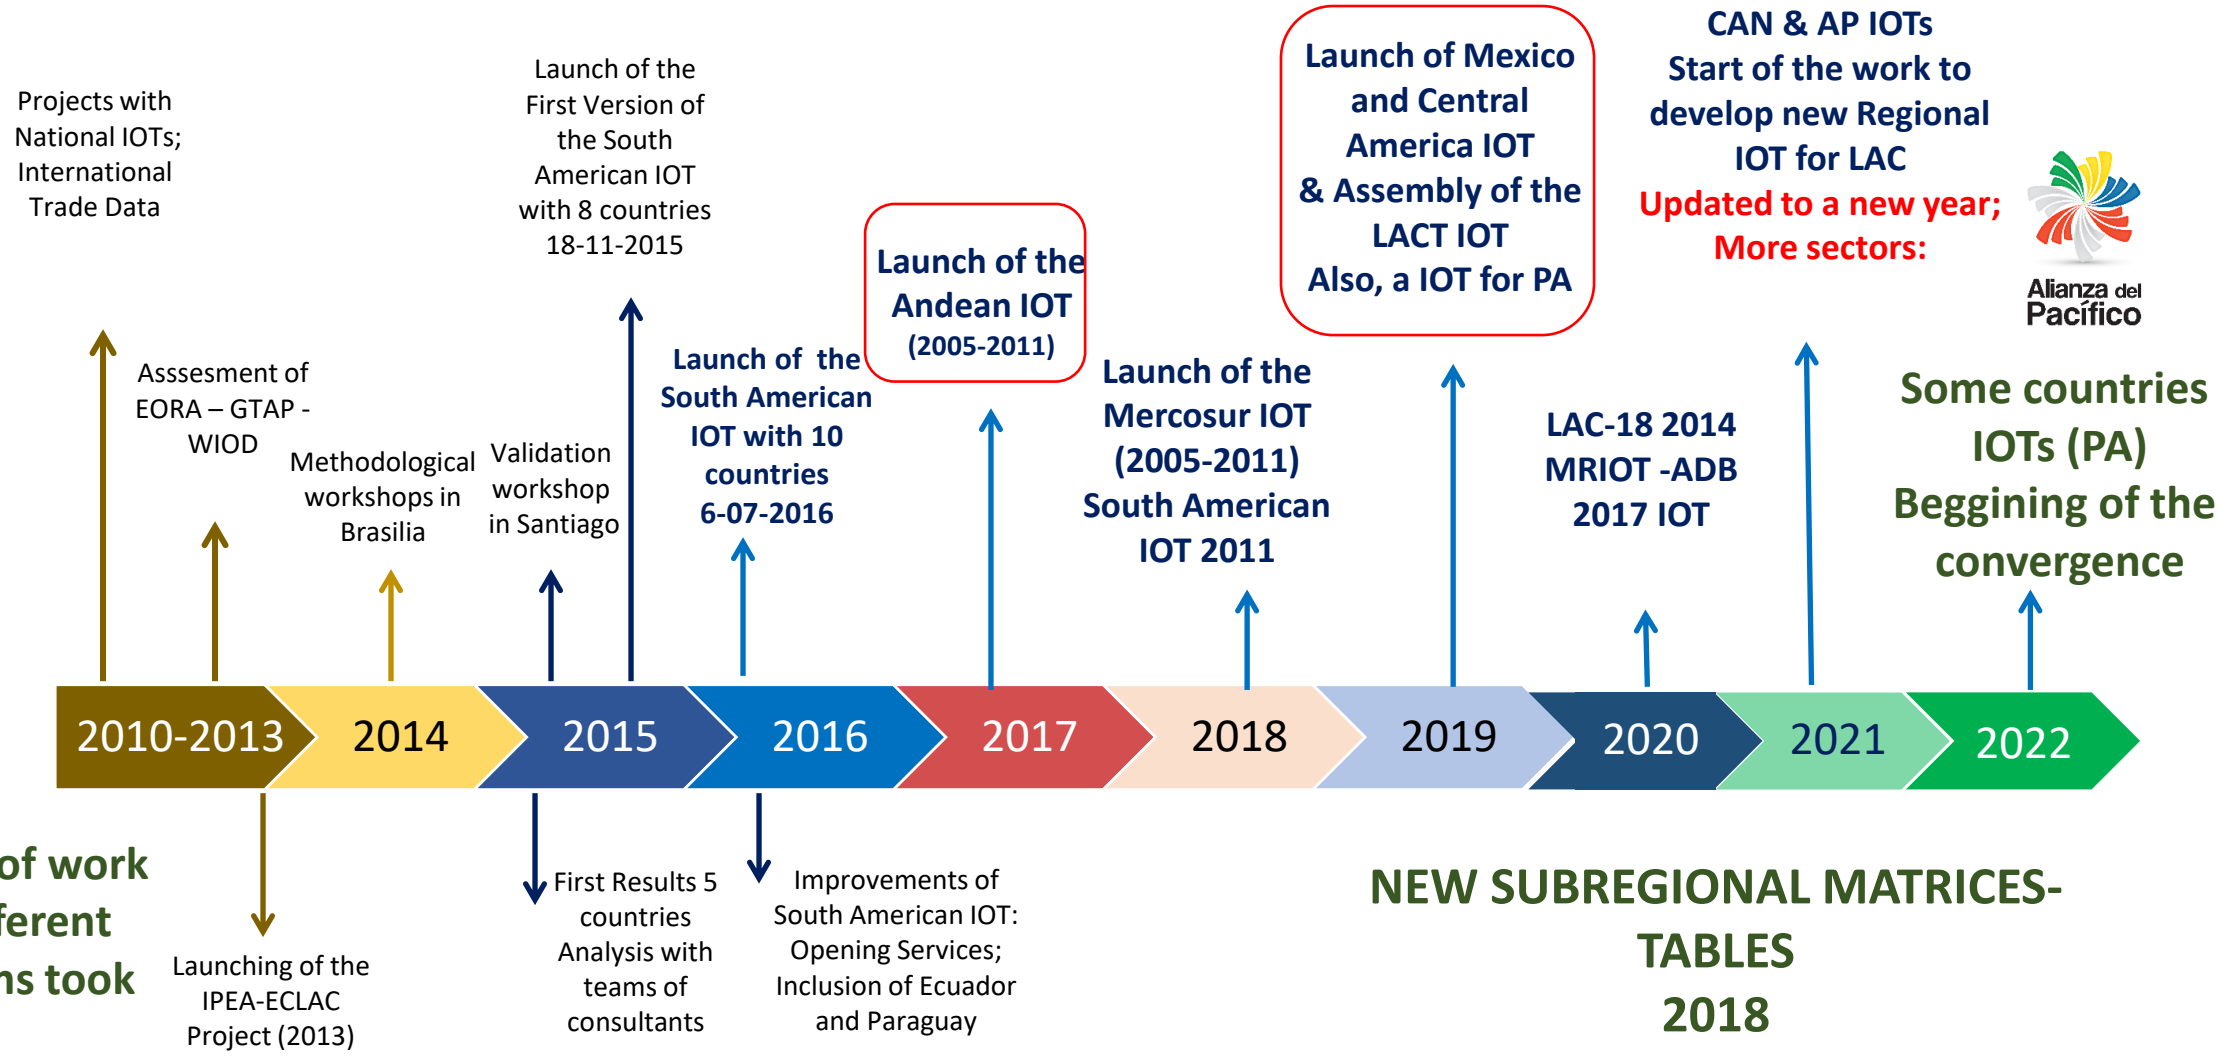 Projects with
National IOTs;
International
Trade Data
Asssesment of
EORA – GTAP -
WIOD
Methodological
workshops in
Brasilia
Validation
workshop
in Santiago
Launch of the
First Version of
the South
American IOT
with 8 countries
18-11-2015
Launch of the
South American
IOT with 10
countries
6-07-2016
Launch of the
Andean IOT
(2005-2011)
Launch of the
Mercosur IOT
(2005-2011)
South American
IOT 2011
Launch of Mexico
and Central
America IOT
& Assembly of the
LACT IOT
Also, a IOT for PA
LAC-18 2014
MRIOT -ADB
2017 IOT
CAN & AP IOTs
Start of the work to
develop new Regional
IOT for LAC
Updated to a new year;
More sectors:
Alianza del
Pacífico
Some countries
IOTs (PA)
Beggining of the
convergence
2010-2013
2014
2015
2016
2017
2018
2019
2020
2021
2022
of work
ferent
ns took
Launching of the
IPEA-ECLAC
Project (2013)
First Results 5
countries
Analysis with
teams of
consultants
Improvements of
South American IOT:
Opening Services;
Inclusion of Ecuador
and Paraguay
NEW SUBREGIONAL MATRICES-
TABLES
2018